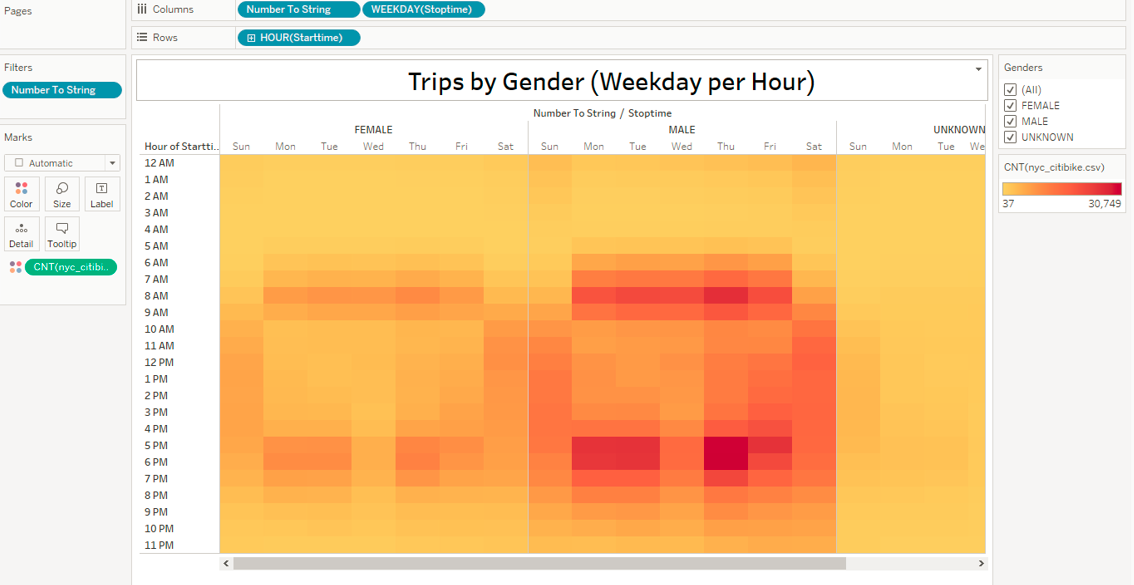 Pages
Columns
Number To String
WEEKDAY(Stoptime)
Rows
HOUR(Starttime)
Filters
Number To String
Marks
Automatic
Color
Size
Label
Detail
Tooltip
CNT(nyc_citibi..
Trips by Gender (Weekday per Hour)
Number To String / Stoptime
FEMALE
MALE
UNKNOWN
Hour of Startti..
Sun Mon Tue Wed Thu Fri Sat
Sun Mon Tue Wed Thu Fri Sat
Sun Mon Tue We
12 AM
1 AM
2 AM
3 AM
4 AM
5 AM
6 AM
7 AM
8 AM
9 AM
10 AM
11 AM
12 PM
1 PM
2 PM
3 PM
4 PM
5 PM
6 PM
7 PM
8 PM
9 PM
10 PM
11 PM
Genders
(All)
FEMALE
MALE
UNKNOWN
CNT(nyc_citibike.csv)
37 30,749